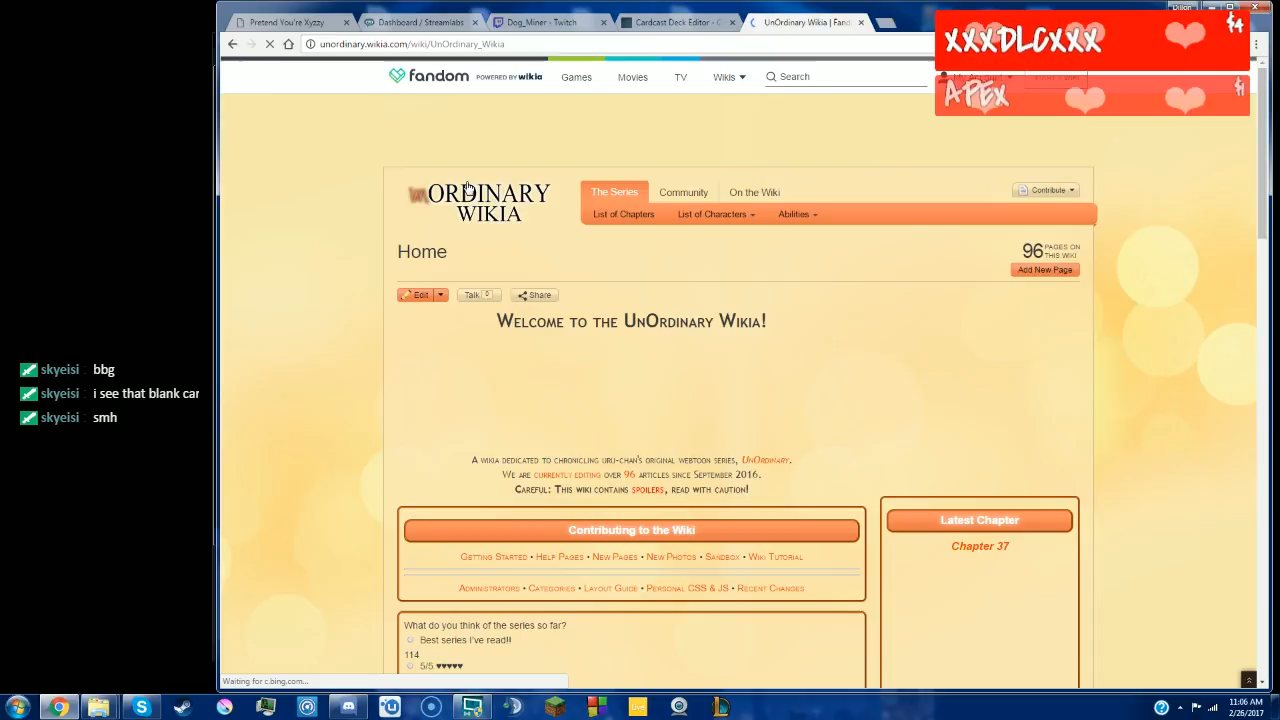 Pretend You're Xyzzy
Dashboard / Streamlabs
Dog_Miner - Twitch
Cardcast Deck Editor - C
UnOrdinary Wikia | Fand
Dillan
unordinary.wikia.com/wiki/UnOrdinary_Wikia
xxxDLCxxx
$4
APEX
$1
fandom POWERED BY wikia
Games
Movies
TV
Wikis
Search
My Account
unORDINARY
WIKIA
The Series
Community
On the Wiki
Contribute
List of Chapters
List of Characters
Abilities
Home
96 PAGES ON THIS WIKI
Add New Page
Edit
Talk 0
Share
Welcome to the UnOrdinary Wikia!
A wikia dedicated to chronicling uru-chan's original webtoon series, UnOrdinary.
We are currently editing over 96 articles since September 2016.
Careful: This wiki contains spoilers, read with caution!
Contributing to the Wiki
Getting Started • Help Pages • New Pages • New Photos • Sandbox • Wiki Tutorial
Administrators • Categories • Layout Guide • Personal CSS & JS • Recent Changes
Latest Chapter
Chapter 37
What do you think of the series so far?
Best series I've read!!
114
5/5 ♥♥♥♥♥
skyeisi bbg
skyeisi i see that blank car
skyeisi smh
Waiting for c.bing.com...
live
11:06 AM
2/26/2017